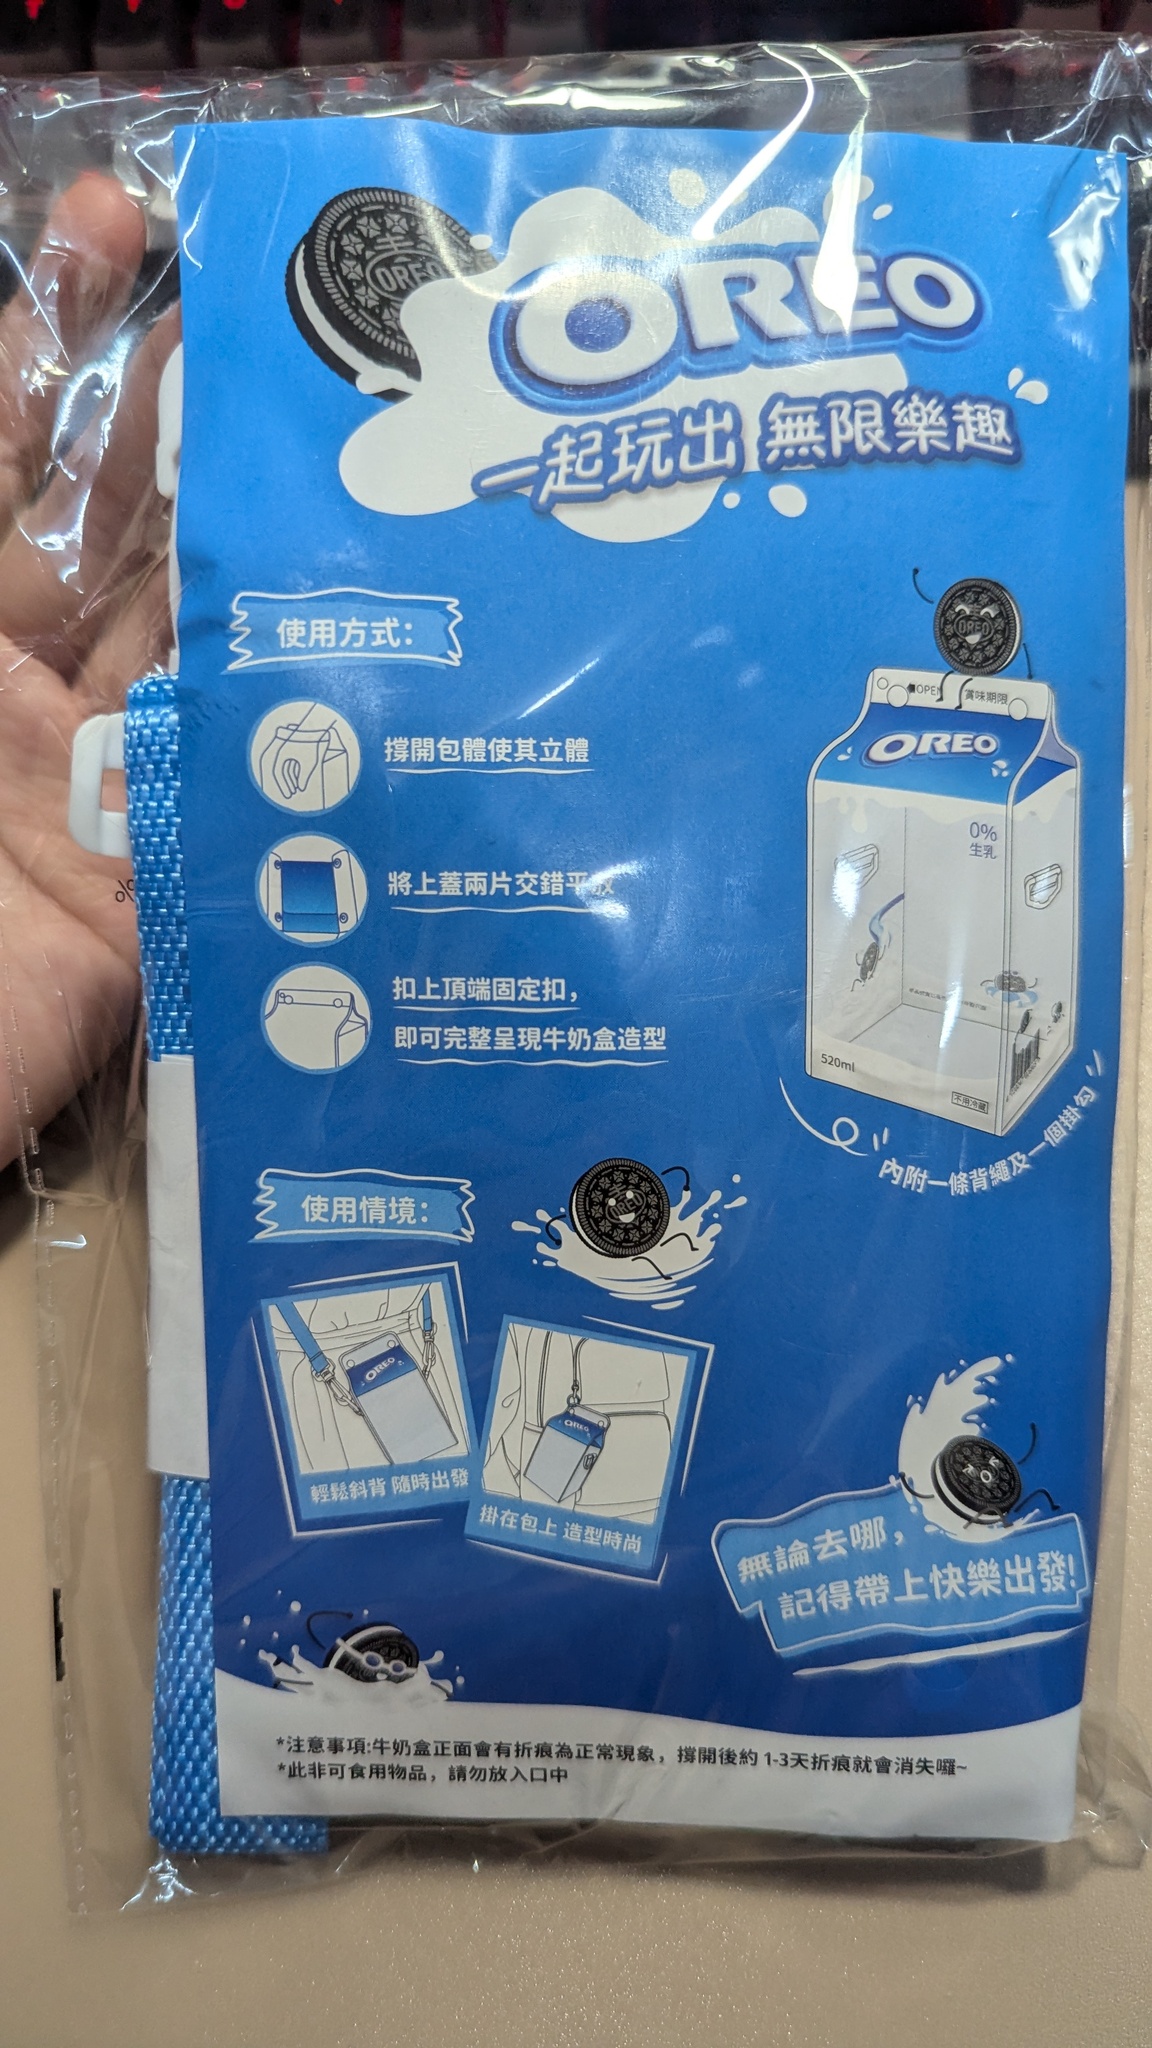 OREO
OREO
一起玩出 無限樂趣
使用方式：
撐開包體使其立體
將上蓋兩片交錯平放
扣上頂端固定扣，
即可完整呈現牛奶盒造型
OREO
OPEN 賞味期限
OREO
0%
生乳
520ml
不用冷藏
內附一條背繩及一個掛勾
使用情境：
OREO
OREO
輕鬆斜背 隨時出發
OREO
掛在包上 造型時尚
無論去哪，
記得帶上快樂出發!
*注意事項:牛奶盒正面會有折痕為正常現象，撐開後約 1-3天折痕就會消失囉~
*此非可食用物品，請勿放入口中
%